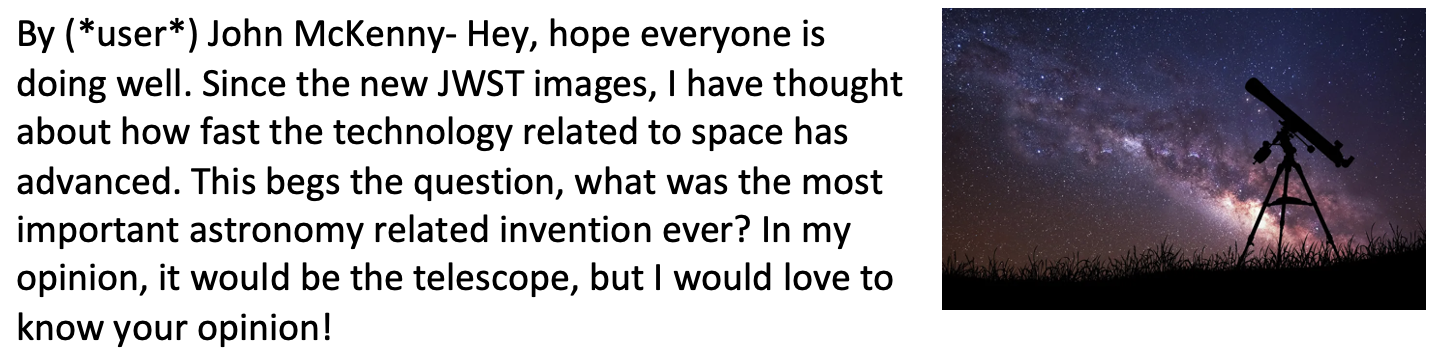 By (*user*) John McKenny- Hey, hope everyone is
doing well. Since the new JWST images, I have thought
about how fast the technology related to space has
advanced. This begs the question, what was the most
important astronomy related invention ever? In my
opinion, it would be the telescope, but I would love to
know your opinion!